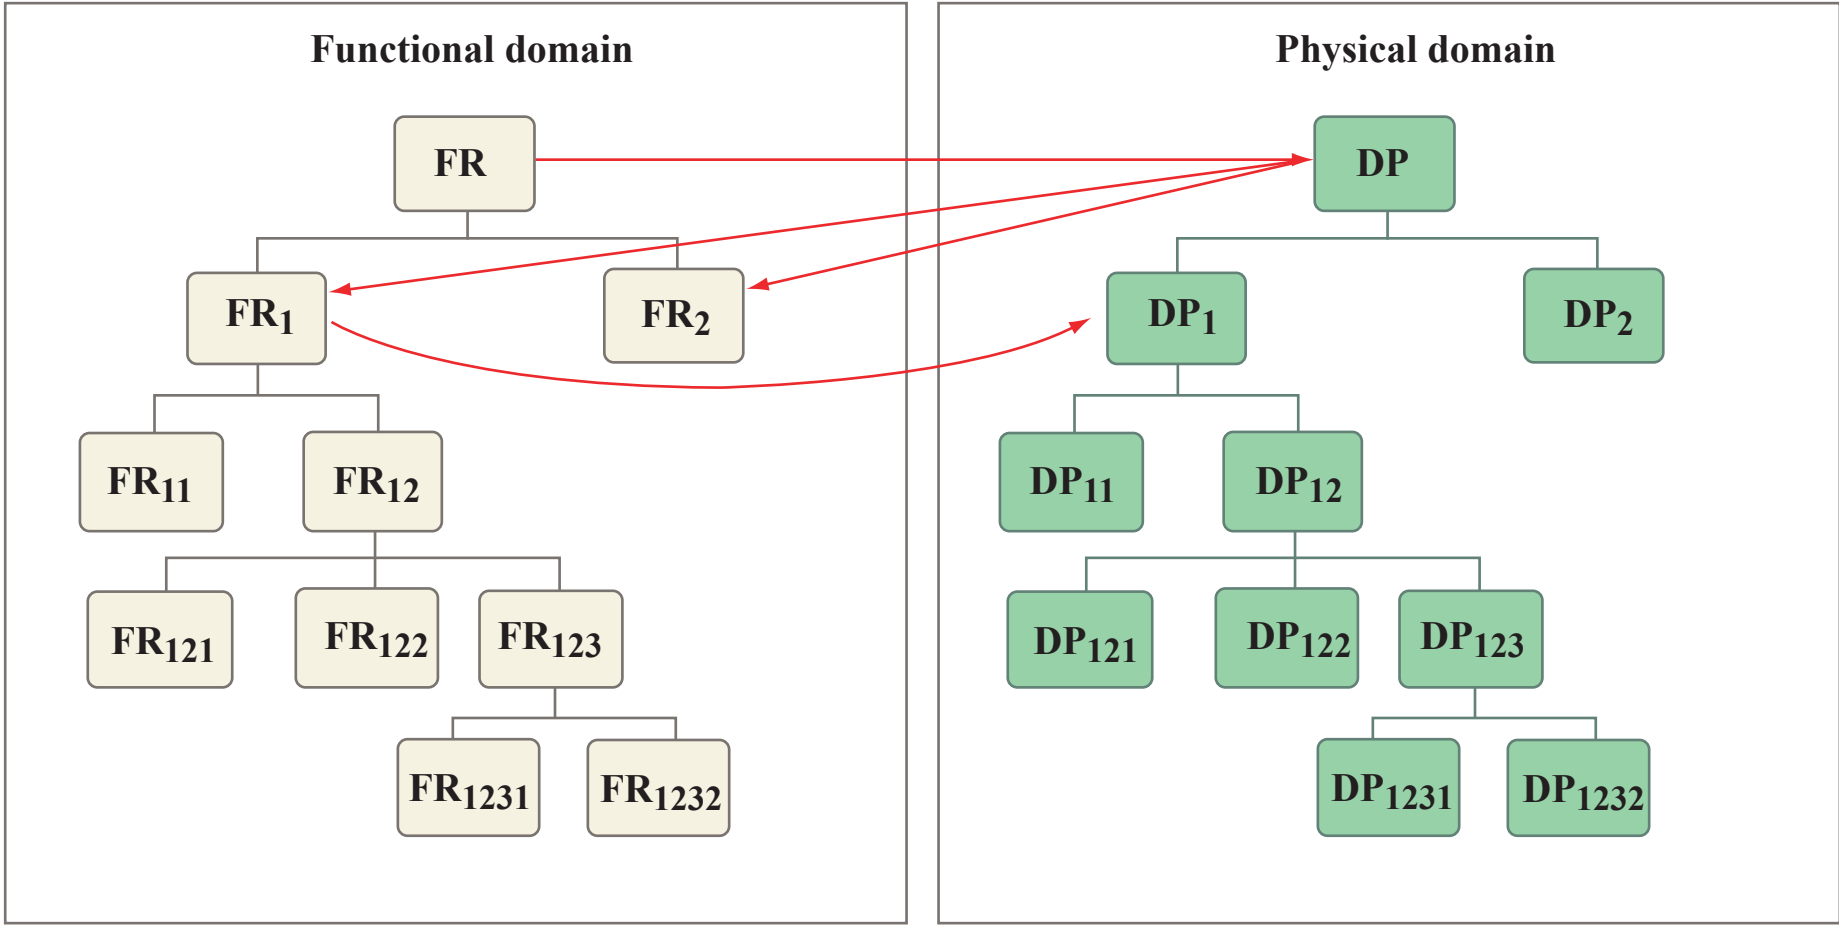 Functional domain
Physical domain
FR
DP
FR1
FR2
DP1
DP2
FR11
FR12
DP11
DP12
FR121
FR122
FR123
DP121
DP122
DP123
FR1231
FR1232
DP1231
DP1232